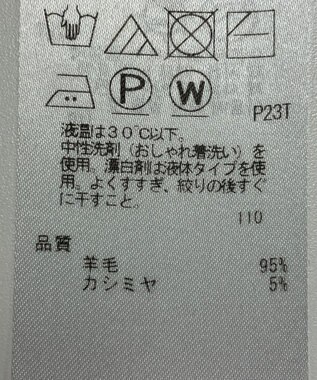 P
W
P23T
液温は30℃以下。
中性洗剤（おしゃれ着洗い）を
使用。漂白剤は液体タイプを使
用。よくすすぎ、絞りの後すぐ
に干すこと。
110
品質
羊毛 95%
カシミヤ 5%